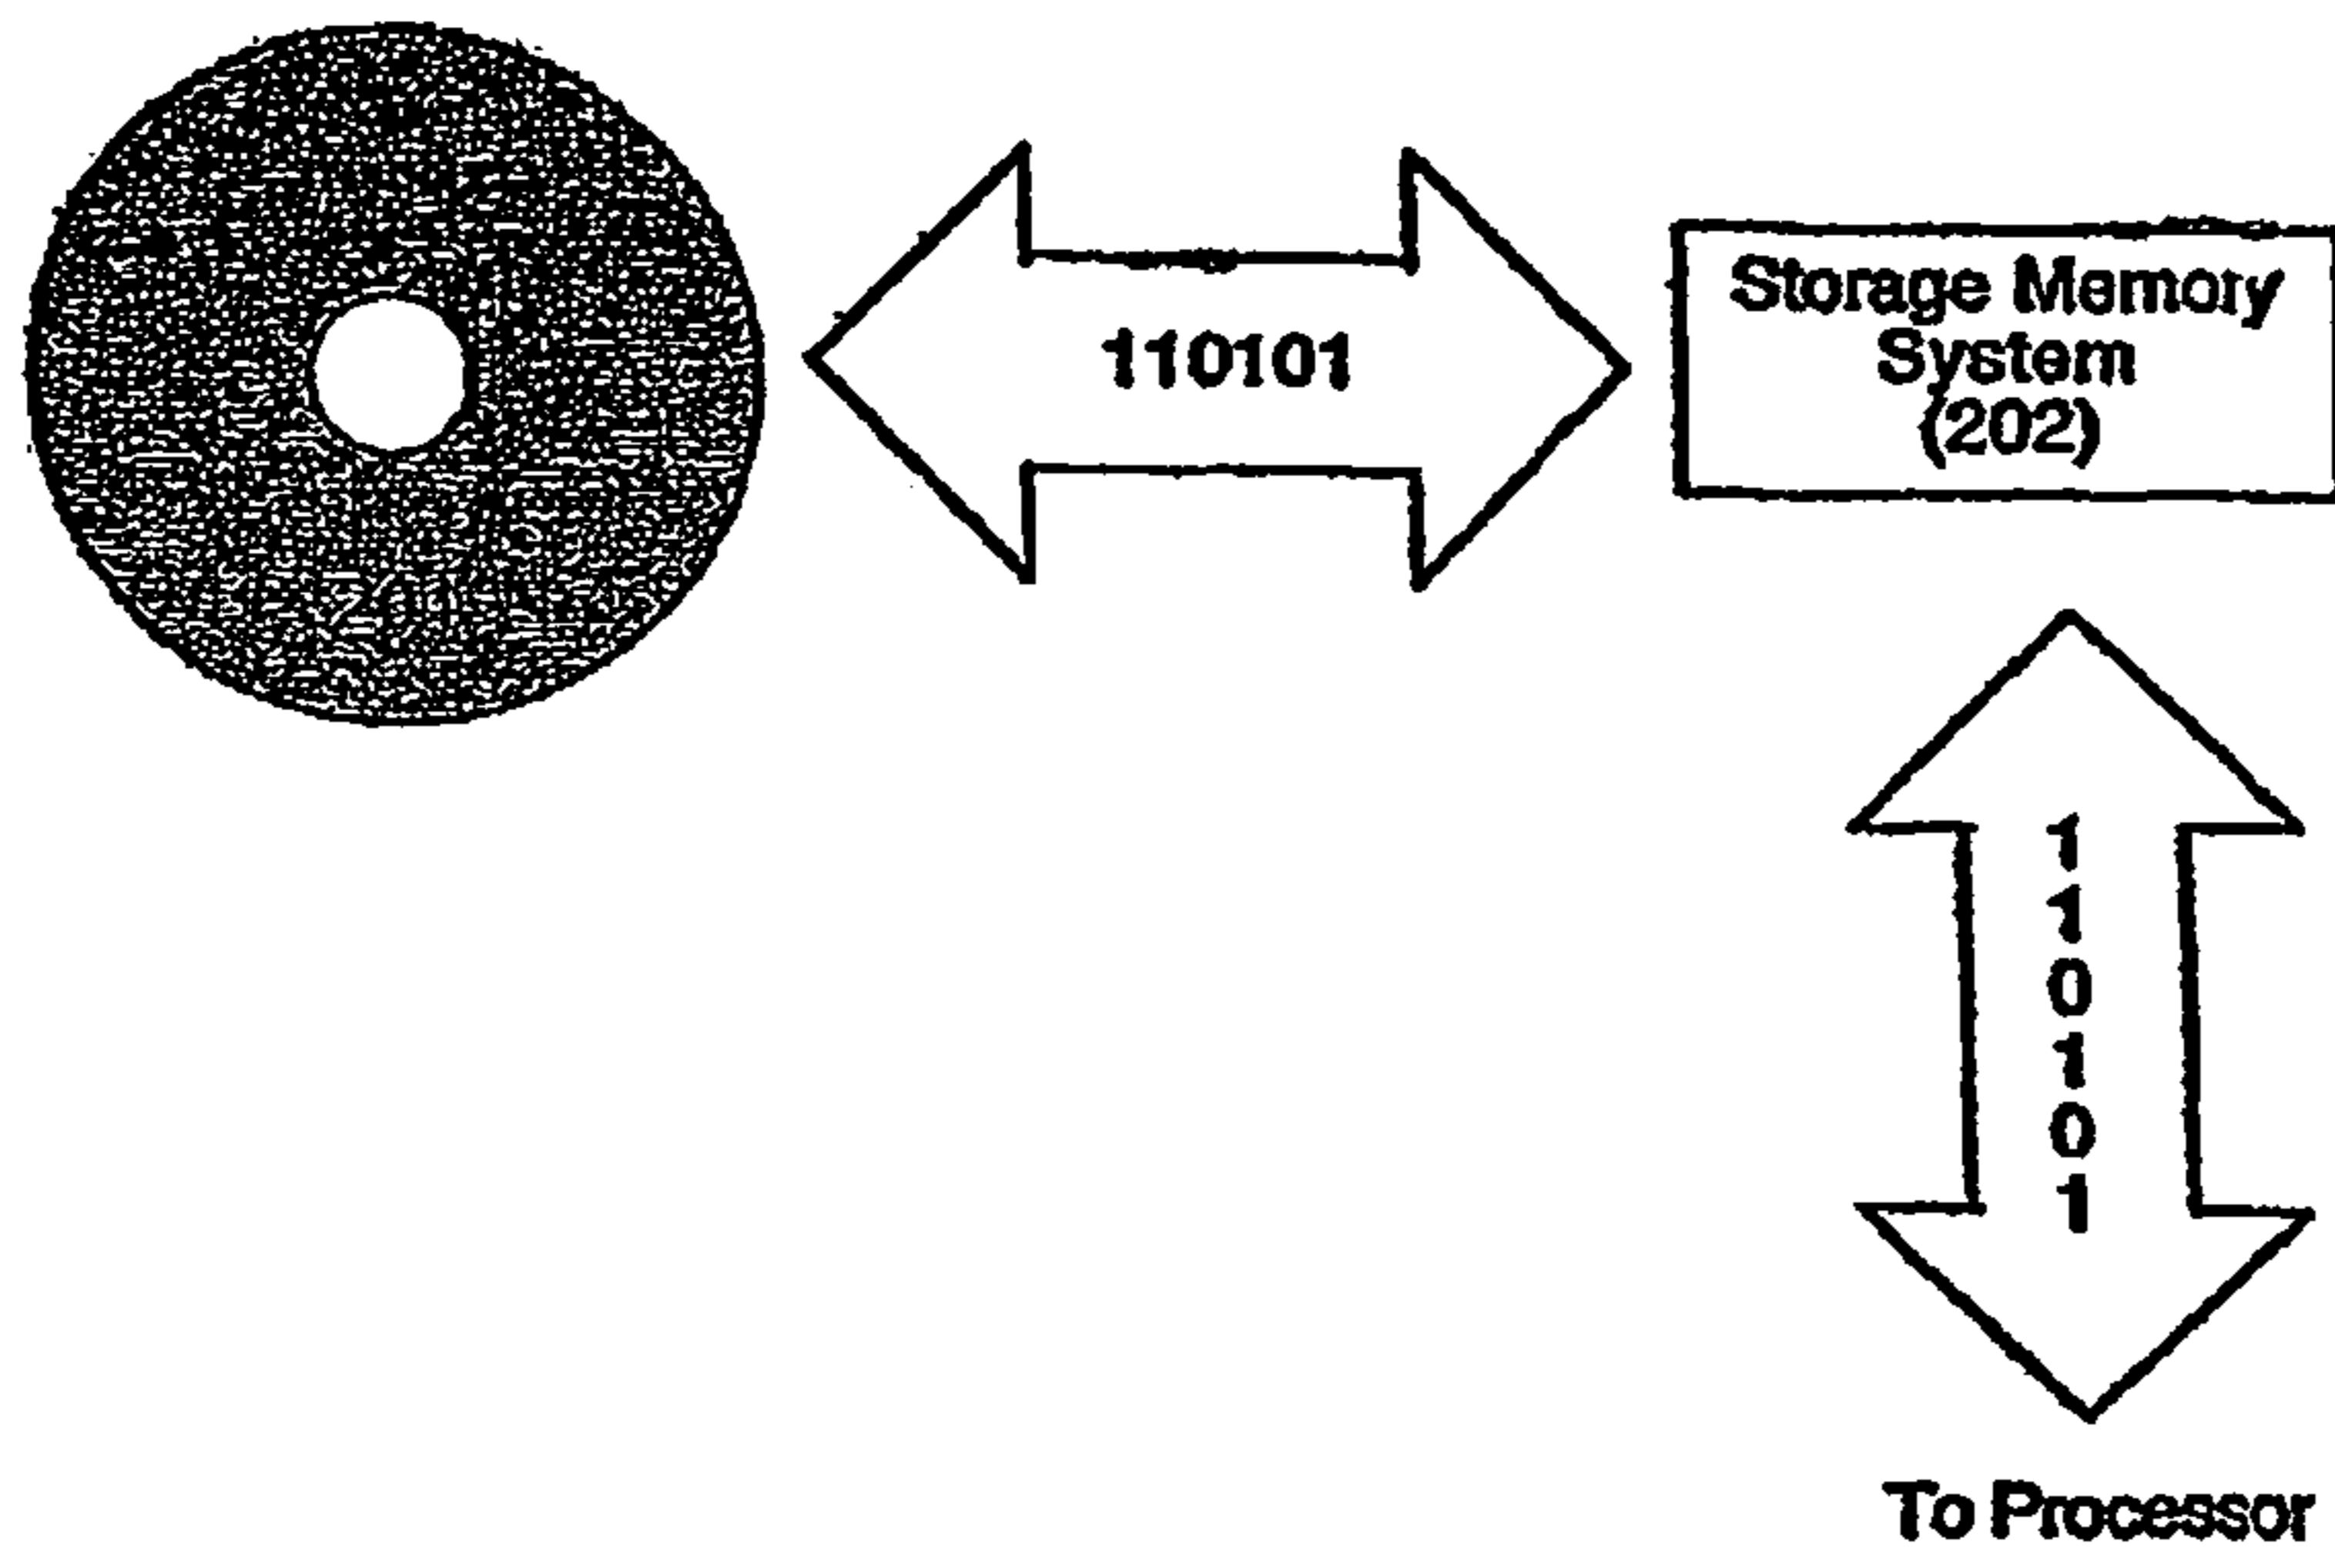 110101
Storage Memory
System
(202)
1
1
0
1
0
1
To Processor